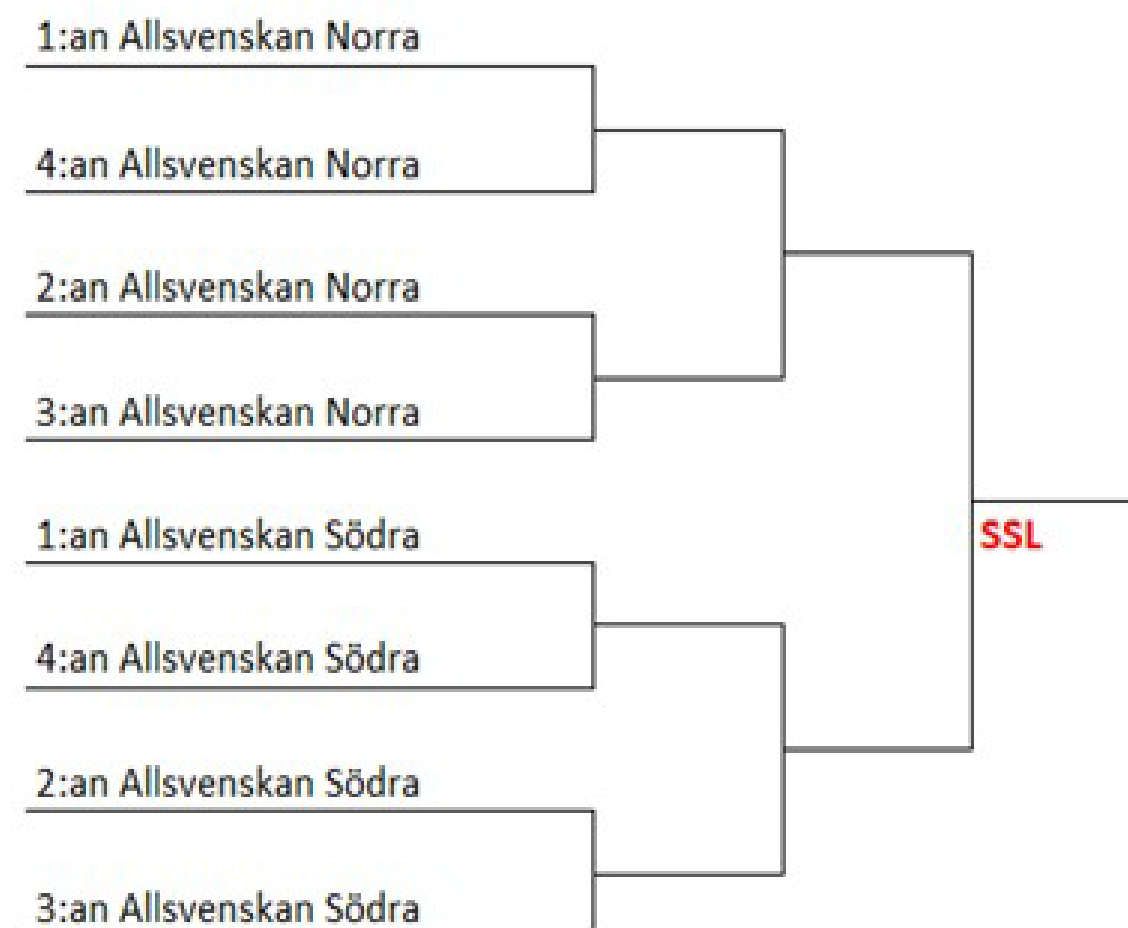 1:an Allsvenskan Norra
4:an Allsvenskan Norra
2:an Allsvenskan Norra
3:an Allsvenskan Norra
1:an Allsvenskan Södra
SSL
4:an Allsvenskan Södra
2:an Allsvenskan Södra
3:an Allsvenskan Södra